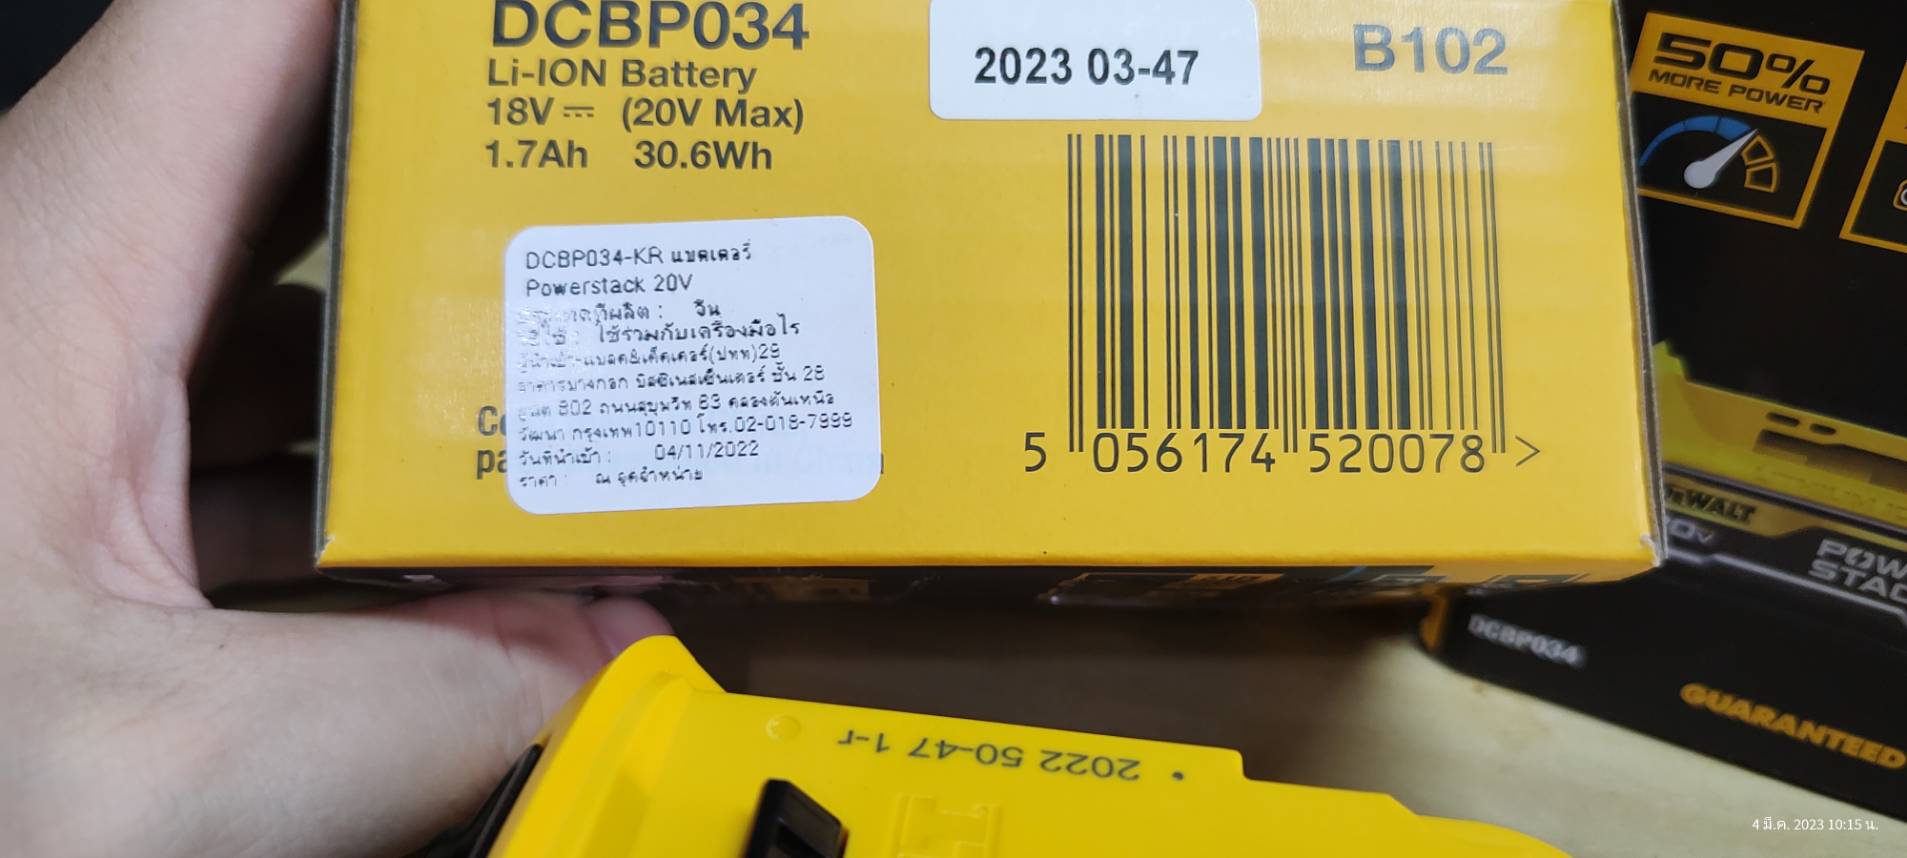 DCBP034
Li-ION Battery
18V⎓ (20V Max)
1.7Ah 30.6Wh
2023 03-47
B102
DCBP034-KR แบตเตอรี่
Powerstack 20V
ที่ผลิต : จีน
ใช้ : ใช้ร่วมกับเครื่องมือไร
แบลค&เด็คเคอร์(ปทท)29
อาคารบางกอก บิสซิเนสเซ็นเตอร์ ชั้น 28
802 ถนนสุขุมวิท 63 คลองตันเหนือ
วัฒนา กรุงเทพ10110 โทร.02-018-7999
วันที่นำเข้า : 04/11/2022
ราคา : ณ จุดจำหน่าย
5 056174 520078 >
50%
MORE POWER
DEWALT
20V
DCBP034
GUARANTEED
• 2022 50-47 1-r
4 มี.ค. 2023 10:15 น.